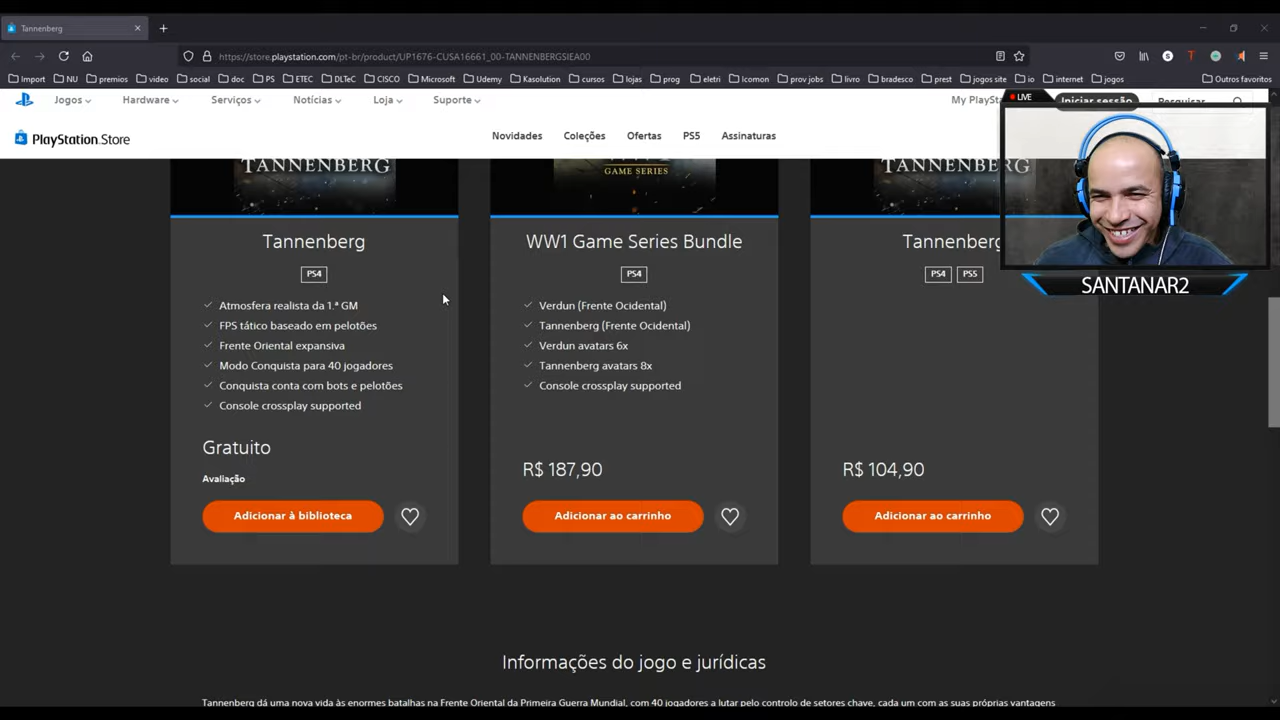 Tannenberg
https://store.playstation.com/pt-br/product/UP1676-CUSA16661_00-TANNENBERGSIEA00
Import NU premios video social doc PS ETEC DLTeC CISCO Microsoft Udemy Kasolution cursos lojas prog eletri Icomon prov jobs livro bradesco prest jogos site io internet jogos Outros favoritos
Jogos Hardware Serviços Notícias Loja Suporte My PlaySta Iniciar sessão Pesquisar
LIVE
PlayStation.Store
Novidades Coleções Ofertas PS5 Assinaturas
TANNENBERG
GAME SERIES
TANNENBERG
Tannenberg
PS4
Atmosfera realista da 1.ª GM
FPS tático baseado em pelotões
Frente Oriental expansiva
Modo Conquista para 40 jogadores
Conquista conta com bots e pelotões
Console crossplay supported
Gratuito
Avaliação
Adicionar à biblioteca
WW1 Game Series Bundle
PS4
Verdun (Frente Ocidental)
Tannenberg (Frente Ocidental)
Verdun avatars 6x
Tannenberg avatars 8x
Console crossplay supported
R$ 187,90
Adicionar ao carrinho
Tannenberg
PS4 PS5
R$ 104,90
Adicionar ao carrinho
SANTANAR2
Informações do jogo e jurídicas
Tannenberg dá uma nova vida às enormes batalhas na Frente Oriental da Primeira Guerra Mundial, com 40 jogadores a lutar pelo controlo de setores chave, cada um com as suas próprias vantagens